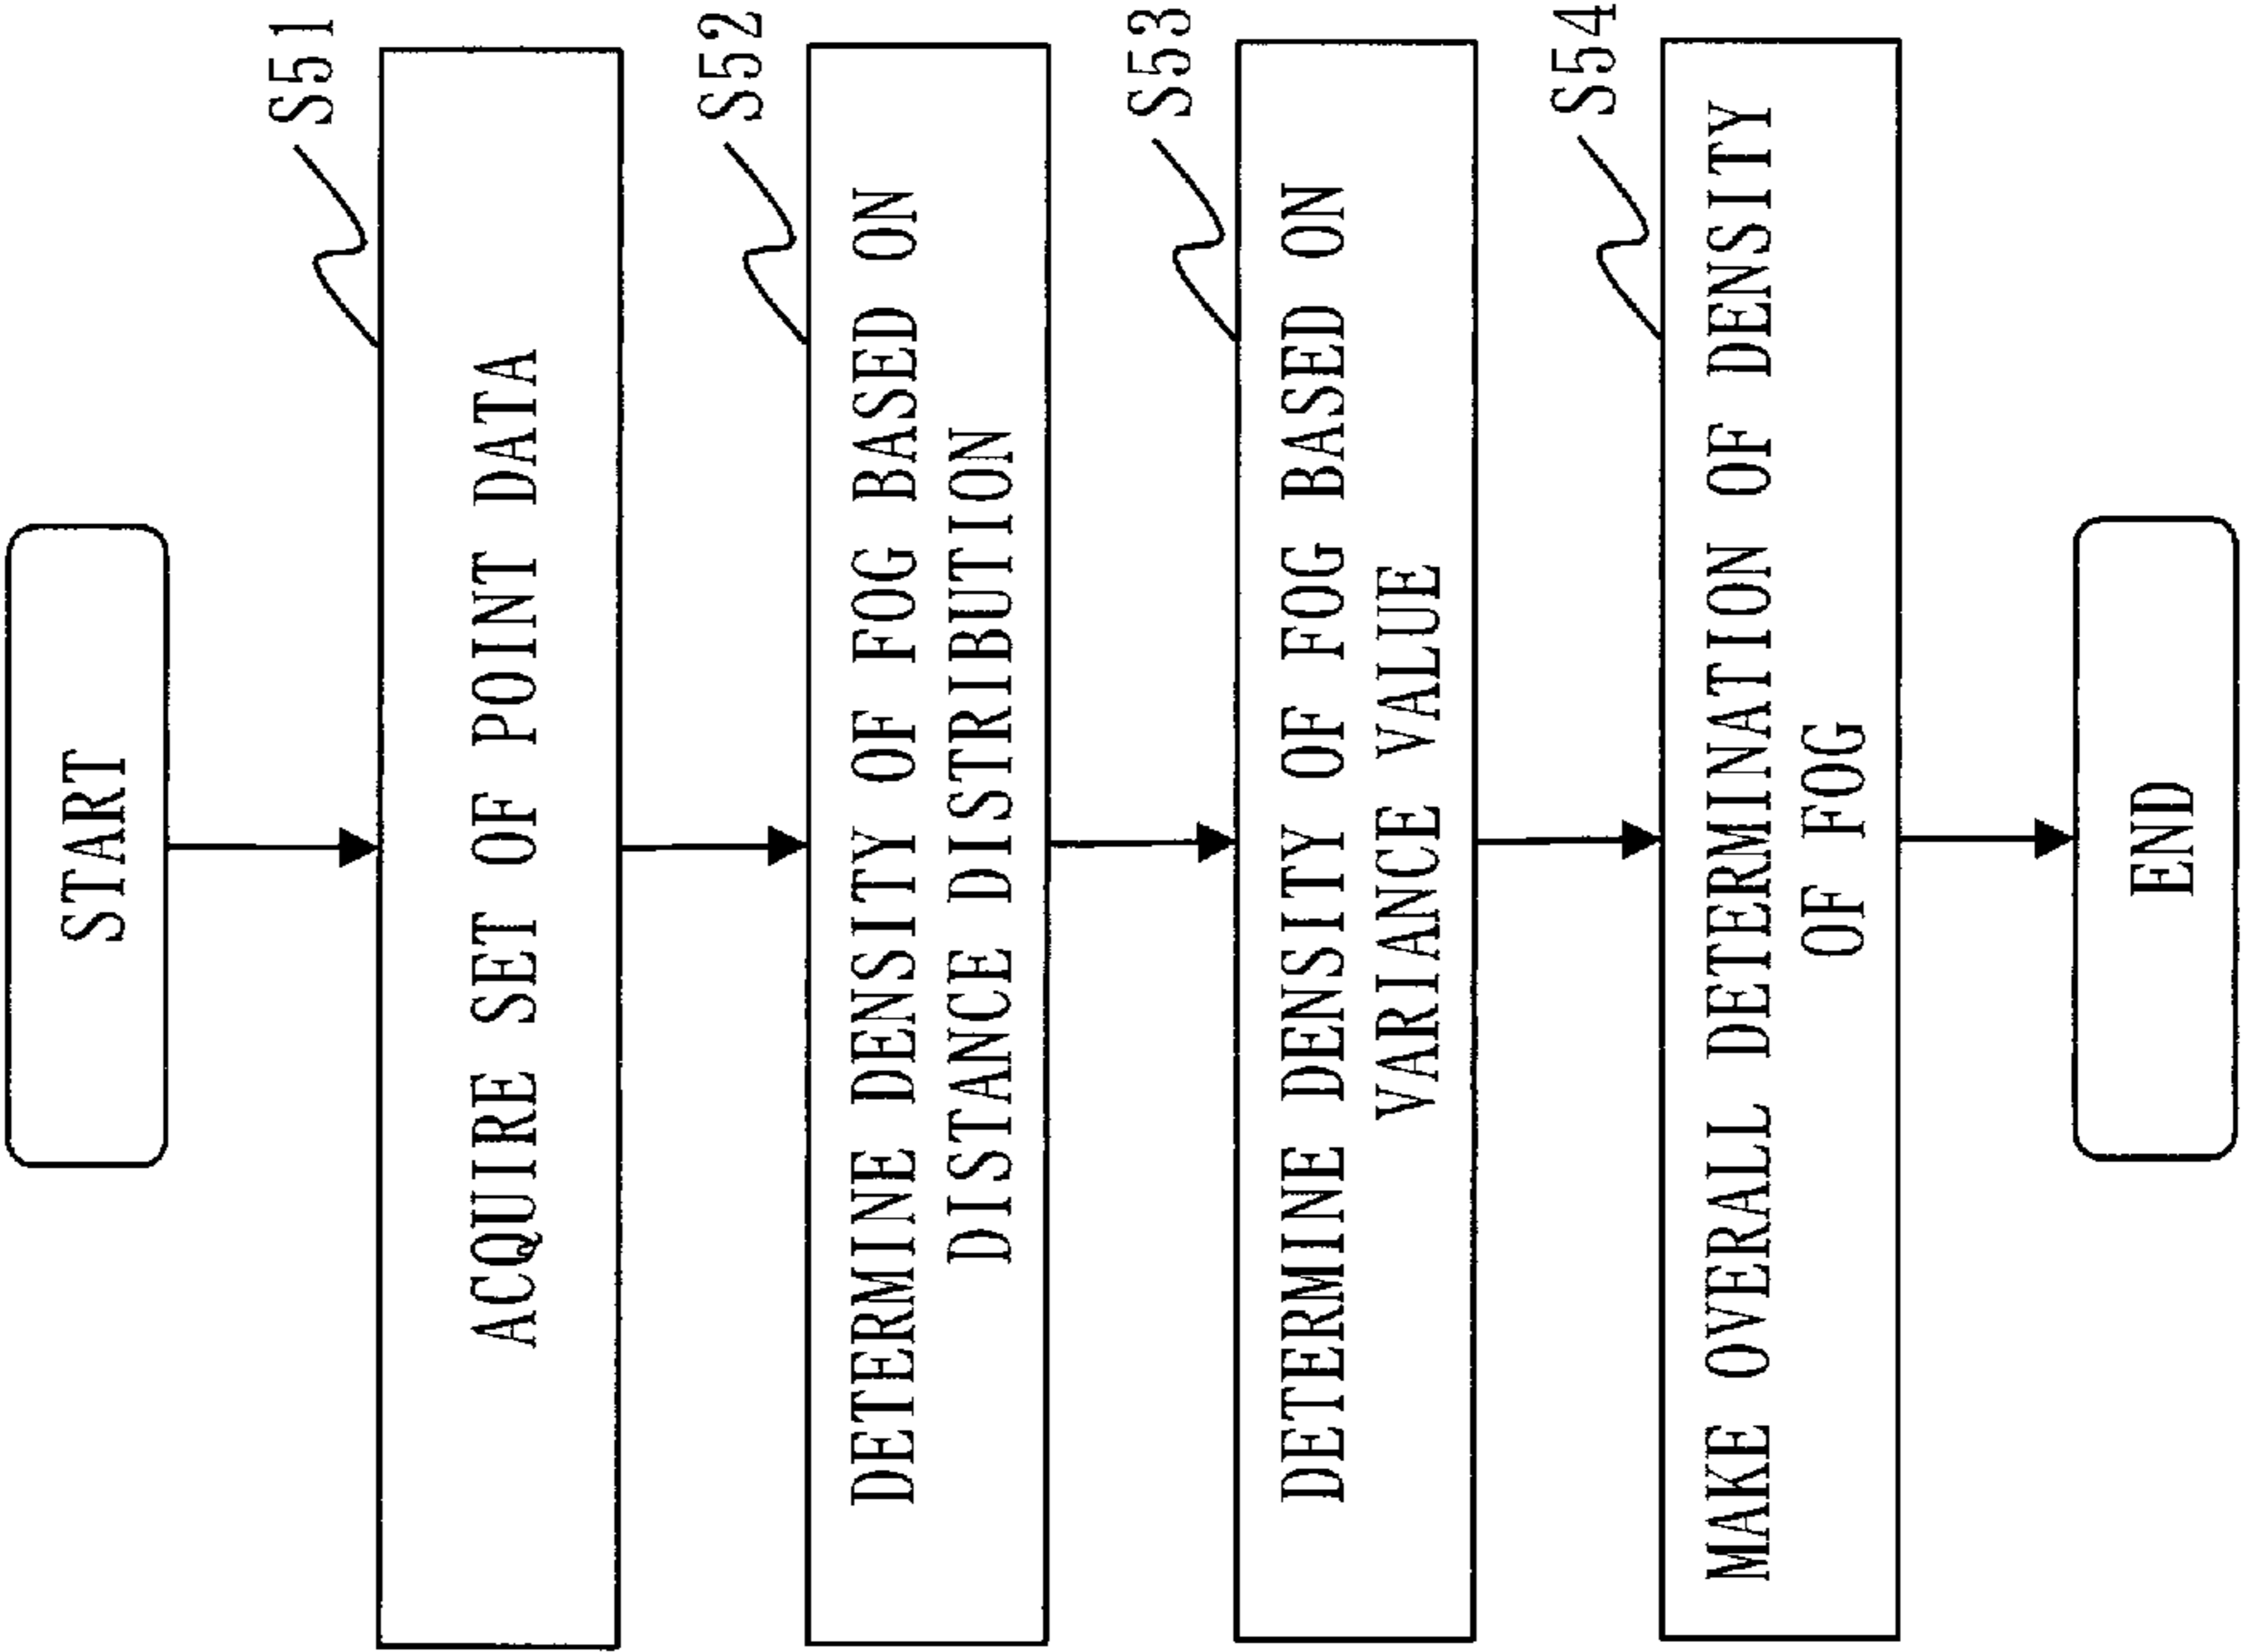 START
S51
ACQUIRE SET OF POINT DATA
S52
DETERMINE DENSITY OF FOG BASED ON
DISTANCE DISTRIBUTION
S53
DETERMINE DENSITY OF FOG BASED ON
VARIANCE VALUE
S54
MAKE OVERALL DETERMINATION OF DENSITY
OF FOG
END